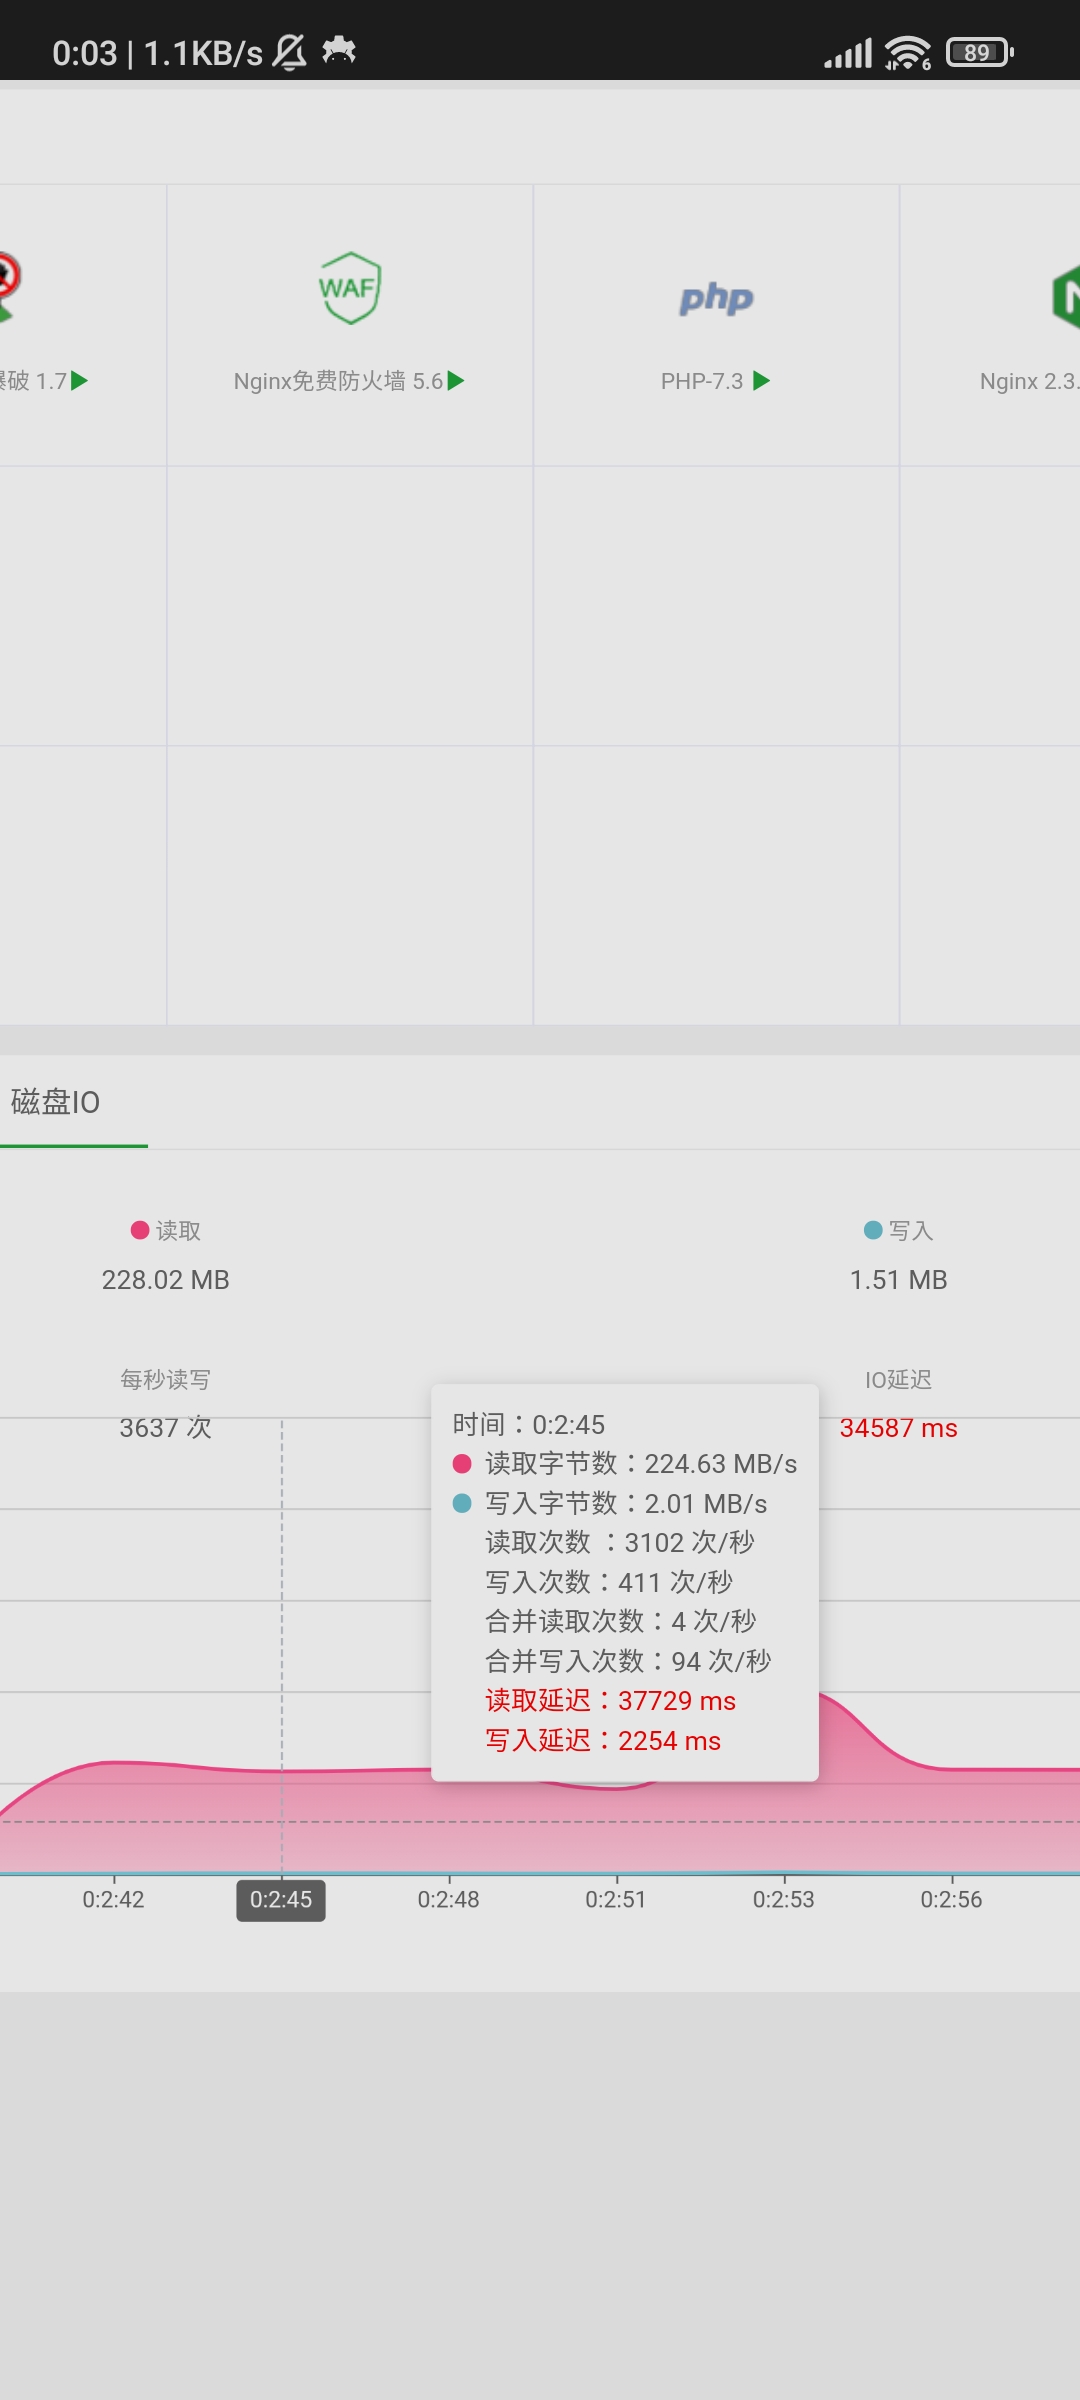 0:03 | 1.1KB/s
6
89
WAF
php
N
破 1.7
Nginx免费防火墙 5.6
PHP-7.3
Nginx 2.3.
磁盘IO
读取
写入
228.02 MB
1.51 MB
每秒读写
IO延迟
3637 次
34587 ms
时间：0:2:45
读取字节数：224.63 MB/s
写入字节数：2.01 MB/s
读取次数 ：3102 次/秒
写入次数：411 次/秒
合并读取次数：4 次/秒
合并写入次数：94 次/秒
读取延迟：37729 ms
写入延迟：2254 ms
0:2:42
0:2:45
0:2:48
0:2:51
0:2:53
0:2:56